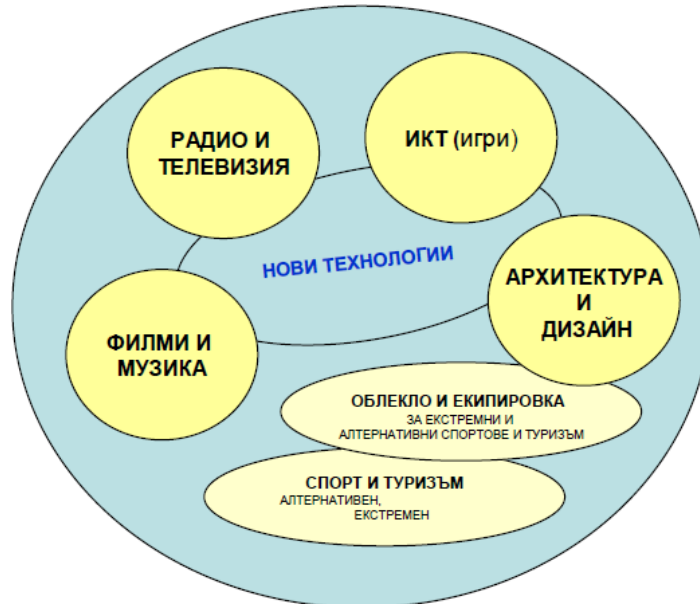 РАДИО И
ТЕЛЕВИЗИЯ
ИКТ (игри)
НОВИ ТЕХНОЛОГИИ
АРХИТЕКТУРА
И
ДИЗАЙН
ФИЛМИ И
МУЗИКА
ОБЛЕКЛО И ЕКИПИРОВКА
ЗА ЕКСТРЕМНИ И
АЛТЕРНАТИВНИ СПОРТОВЕ И ТУРИЗЪМ
СПОРТ И ТУРИЗЪМ
АЛТЕРНАТИВЕН,
ЕКСТРЕМЕН